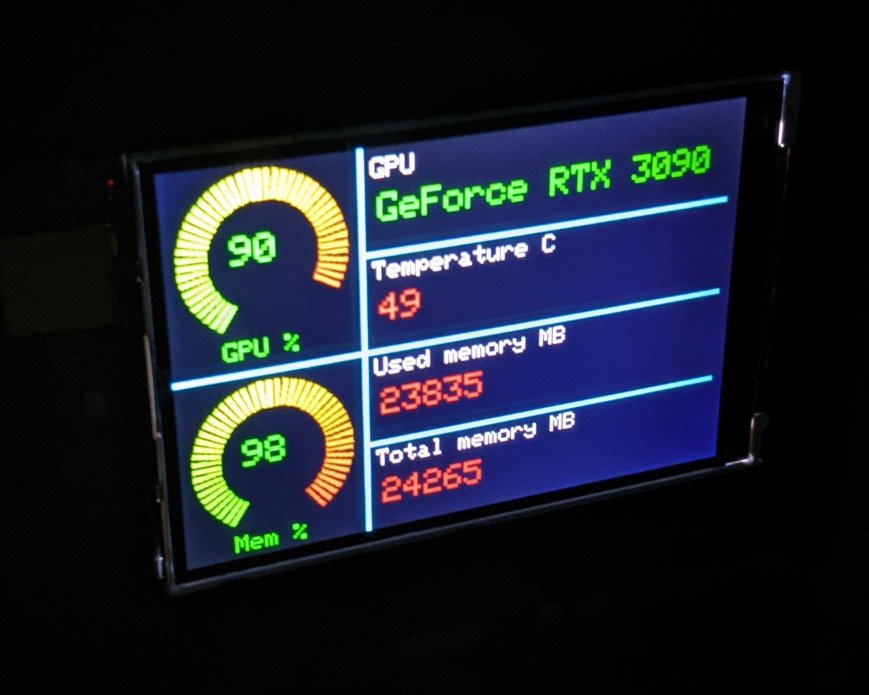 90
GPU %
98
Mem %
GPU
GeForce RTX 3090
Temperature C
49
Used memory MB
23835
Total memory MB
24265